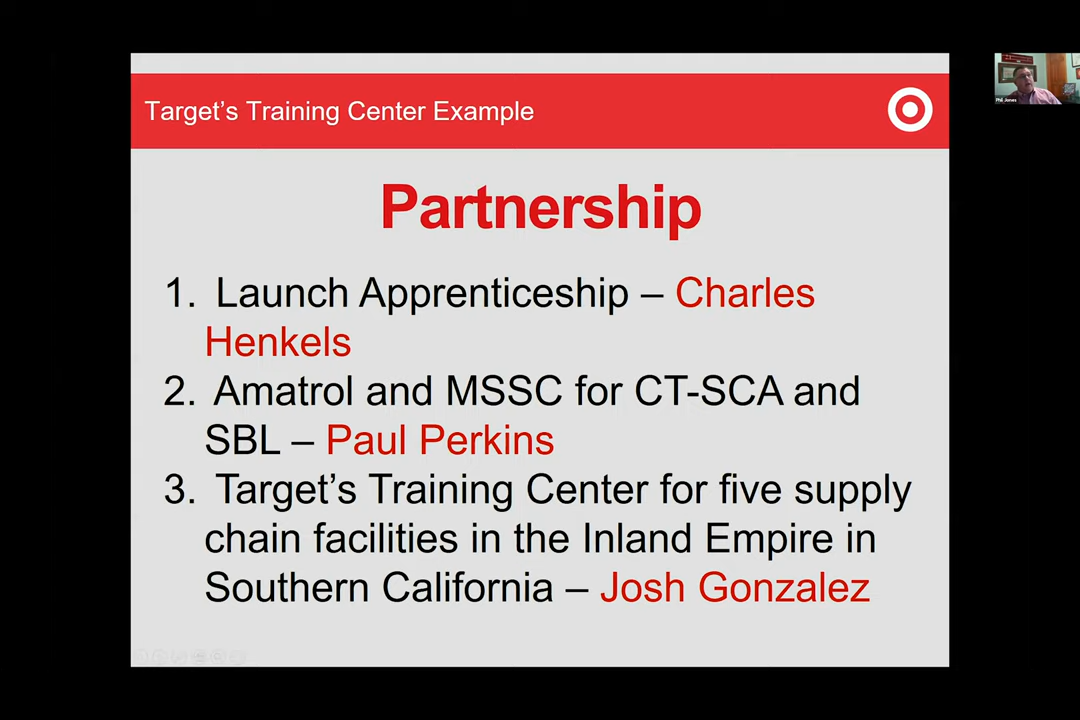 Target’s Training Center Example
Partnership
1. Launch Apprenticeship – Charles
Henkels
2. Amatrol and MSSC for CT-SCA and
SBL – Paul Perkins
3. Target’s Training Center for five supply
chain facilities in the Inland Empire in
Southern California – Josh Gonzalez
Phil Jones